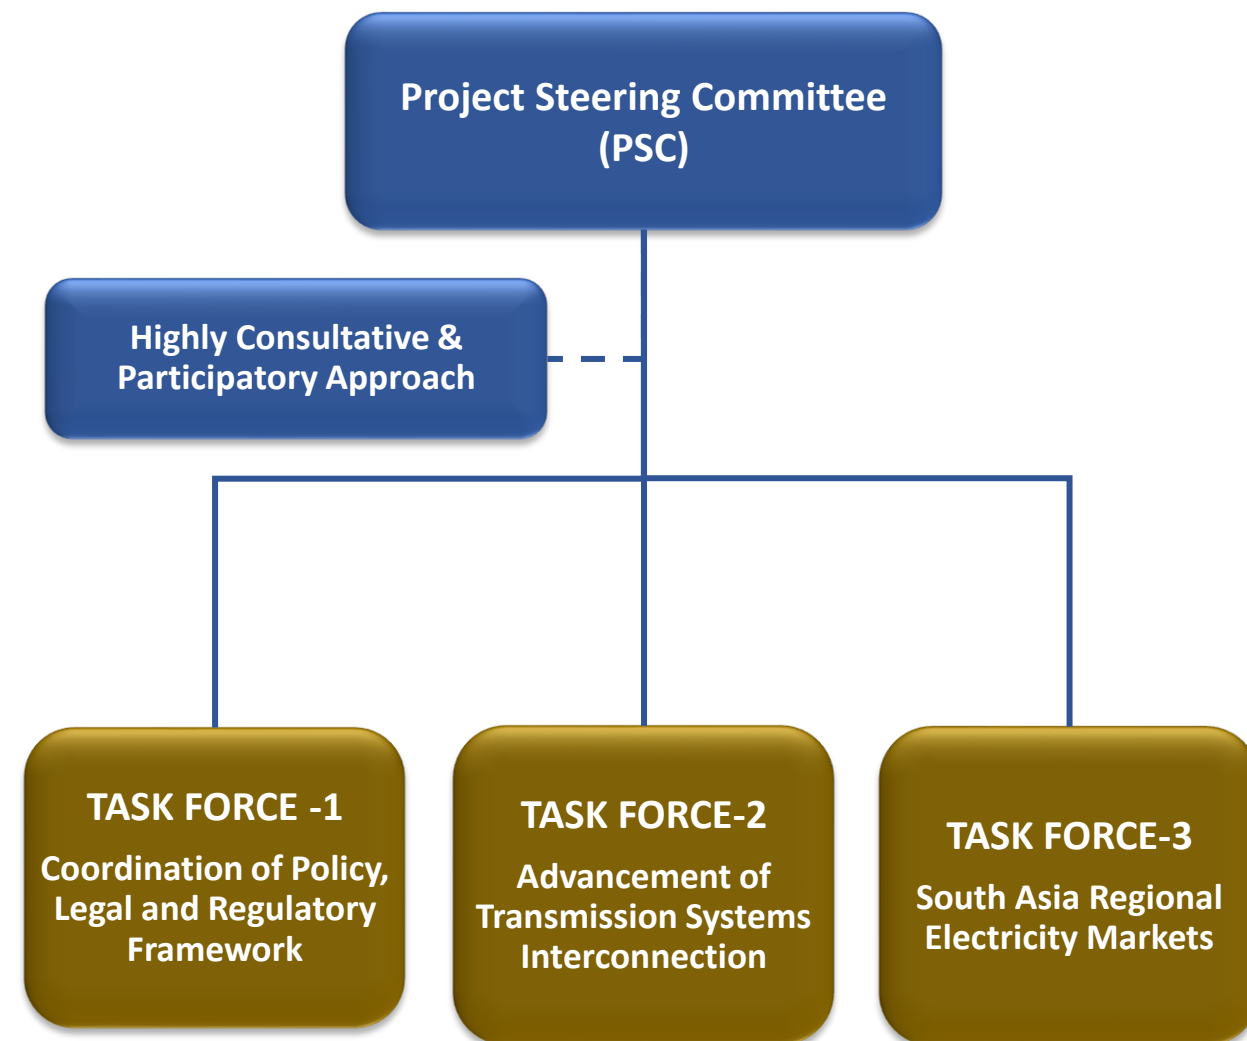 Project Steering Committee
(PSC)
Highly Consultative &
Participatory Approach
TASK FORCE -1
Coordination of Policy,
Legal and Regulatory
Framework
TASK FORCE-2
Advancement of
Transmission Systems
Interconnection
TASK FORCE-3
South Asia Regional
Electricity Markets